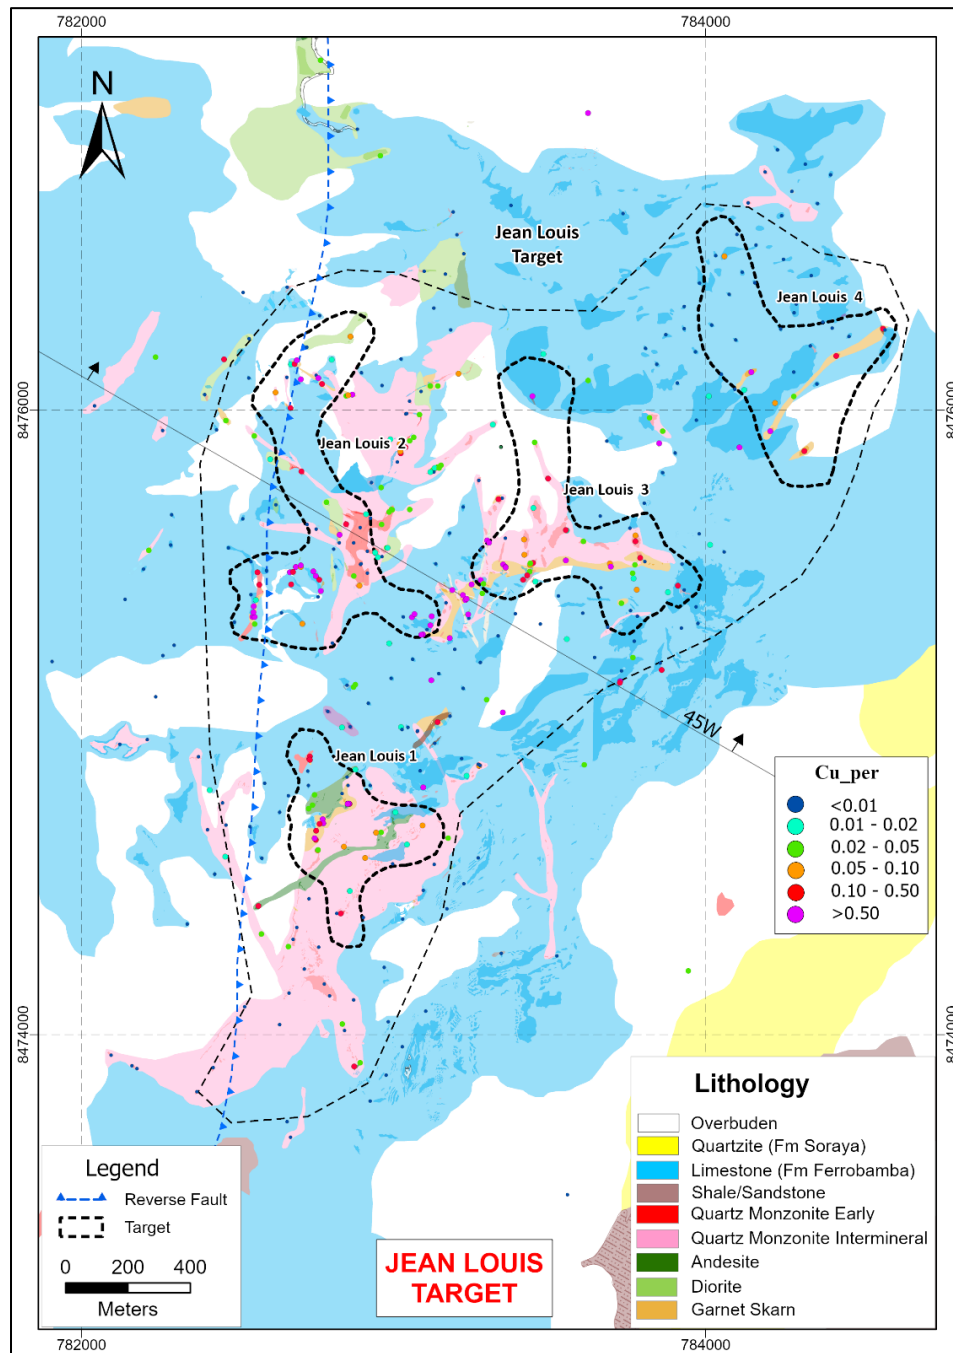 782000
784000
N
Jean Louis
Target
Jean Louis 4
8476000
8476000
Jean Louis 2
Jean Louis 3
45W
Jean Louis 1
Cu_per
<0.01
0.01 - 0.02
0.02 - 0.05
0.05 - 0.10
0.10 - 0.50
>0.50
8474000
8474000
Lithology
Overbuden
Quartzite (Fm Soraya)
Limestone (Fm Ferrobamba)
Shale/Sandstone
Quartz Monzonite Early
Quartz Monzonite Intermineral
Andesite
Diorite
Garnet Skarn
Legend
Reverse Fault
Target
0 200 400
Meters
JEAN LOUIS
TARGET
782000
784000